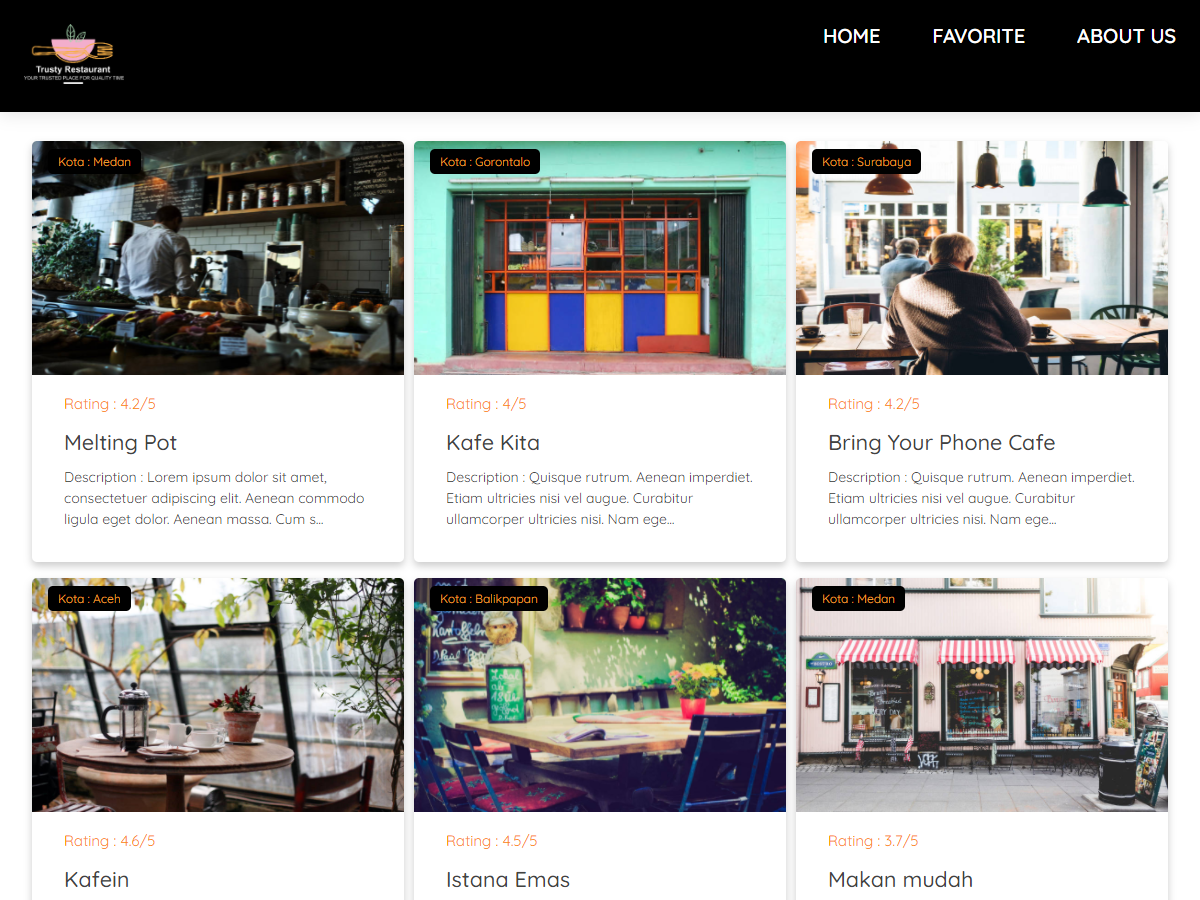 Trusty Restaurant
YOUR TRUSTED PLACE FOR QUALITY TIME
HOME
FAVORITE
ABOUT US
Kota : Medan
Kota : Gorontalo
Kota : Surabaya
Rating : 4.2/5
Rating : 4/5
Rating : 4.2/5
Melting Pot
Kafe Kita
Bring Your Phone Cafe
Description : Lorem ipsum dolor sit amet,
consectetuer adipiscing elit. Aenean commodo
ligula eget dolor. Aenean massa. Cum s...
Description : Quisque rutrum. Aenean imperdiet.
Etiam ultricies nisi vel augue. Curabitur
ullamcorper ultricies nisi. Nam ege...
Description : Quisque rutrum. Aenean imperdiet.
Etiam ultricies nisi vel augue. Curabitur
ullamcorper ultricies nisi. Nam ege...
Kota : Aceh
Kota : Balikpapan
Kota : Medan
BISTRO
Rating : 4.6/5
Rating : 4.5/5
Rating : 3.7/5
Kafein
Istana Emas
Makan mudah